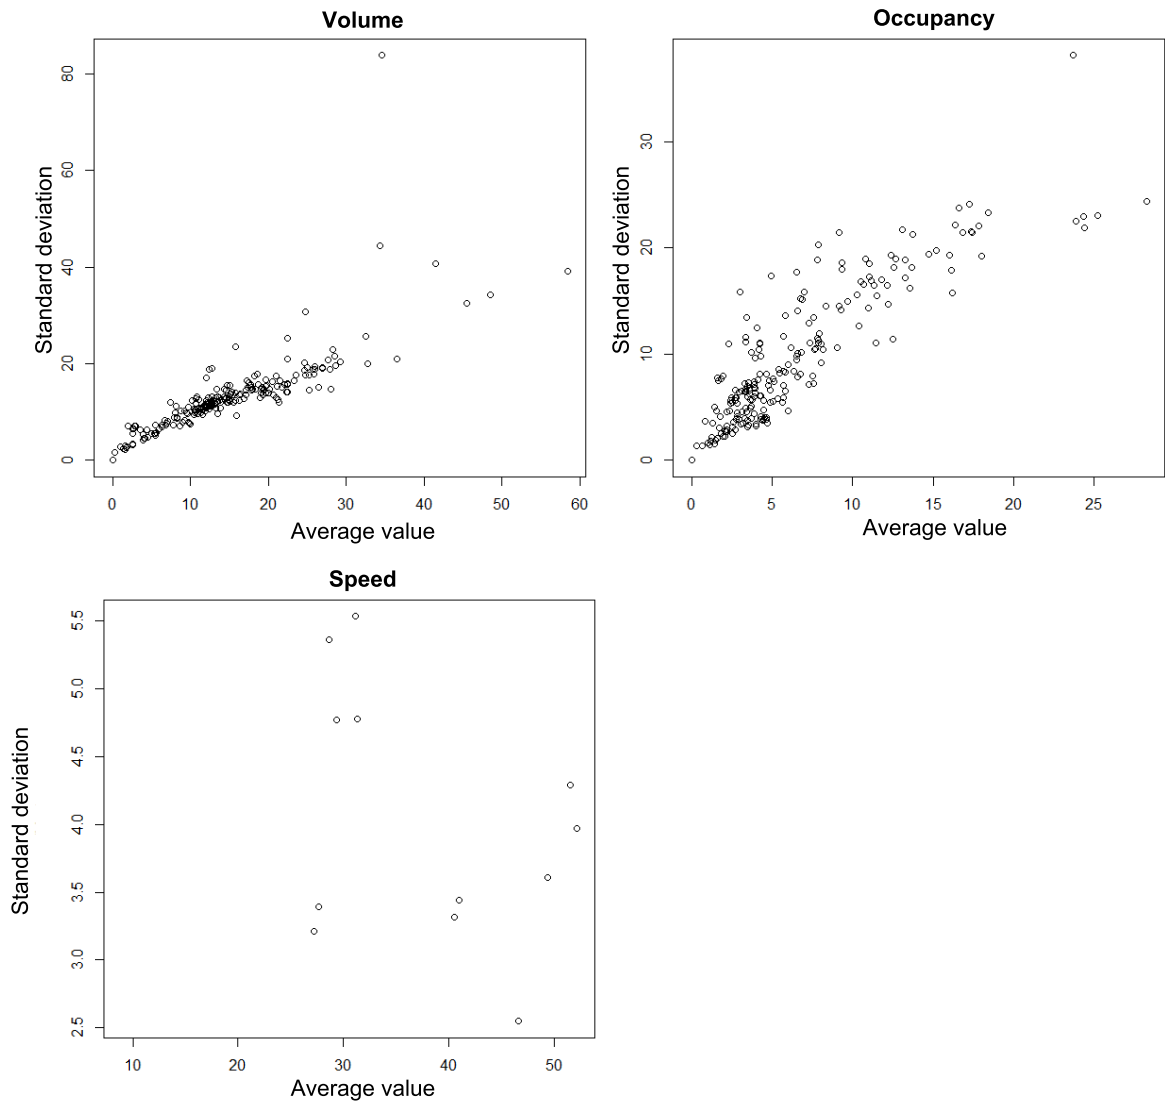 Volume
Standard deviation
0 20 40 60 80
0 10 20 30 40 50 60
Average value
Occupancy
Standard deviation
0 10 20 30
0 5 10 15 20 25
Average value
Speed
Standard deviation
2.5 3.0 3.5 4.0 4.5 5.0 5.5
10 20 30 40 50
Average value